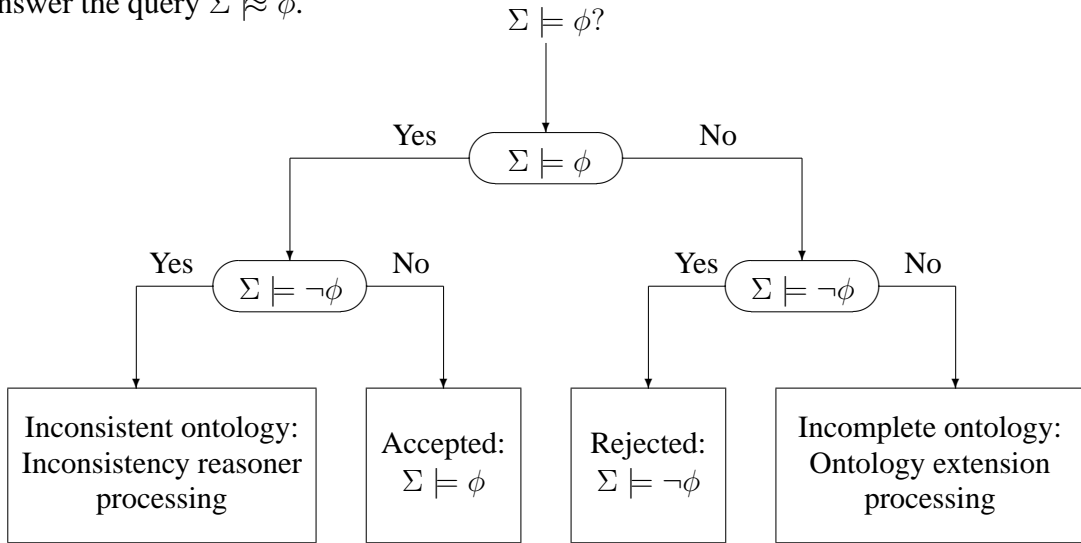 nswer the query Σ |≈ ϕ.
Σ ⊨ ϕ?
Yes
No
Σ ⊨ ϕ
Yes
No
Yes
No
Σ ⊨ ¬ϕ
Σ ⊨ ¬ϕ
Inconsistent ontology:
Inconsistency reasoner
processing
Accepted:
Σ ⊨ ϕ
Rejected:
Σ ⊨ ¬ϕ
Incomplete ontology:
Ontology extension
processing